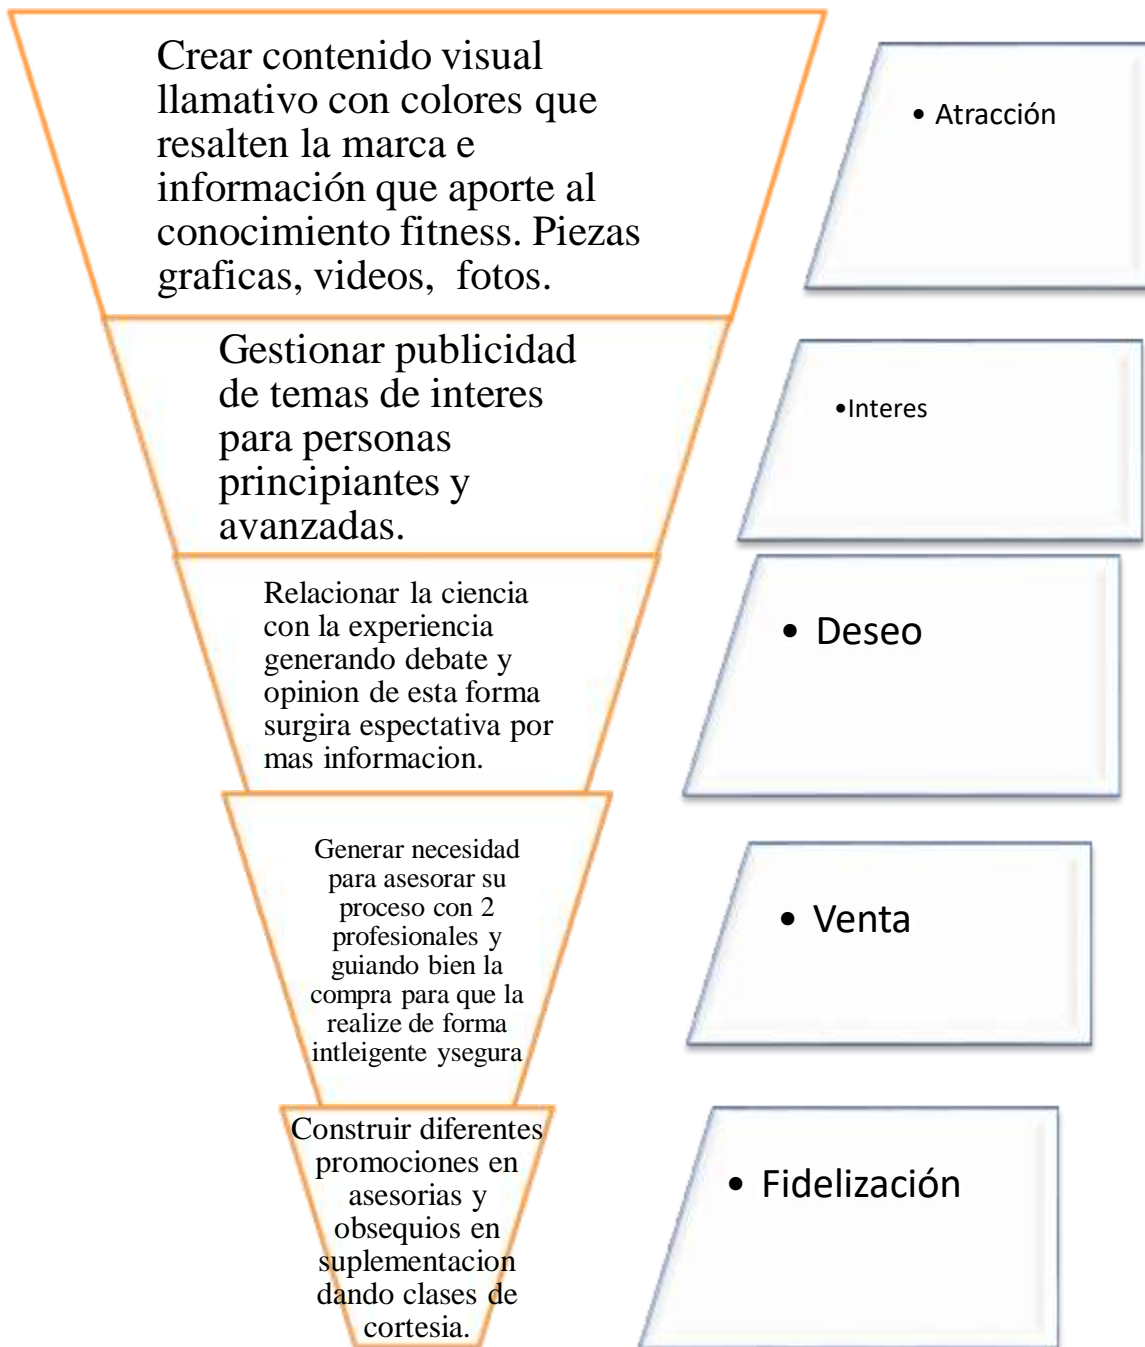 Crear contenido visual
llamativo con colores que
resalten la marca e
información que aporte al
conocimiento fitness. Piezas
graficas, videos,  fotos.
• Atracción
Gestionar publicidad
de temas de interes
para personas
principiantes y
avanzadas.
•Interes
Relacionar la ciencia
con la experiencia
generando debate y
opinion de esta forma
surgira espectativa por
mas informacion.
• Deseo
Generar necesidad
para asesorar su
proceso con 2
profesionales y
guiando bien la
compra para que la
realize de forma
intleigente ysegura
• Venta
Construir diferentes
promociones en
asesorias y
obsequios en
suplementacion
dando clases de
cortesia.
• Fidelización